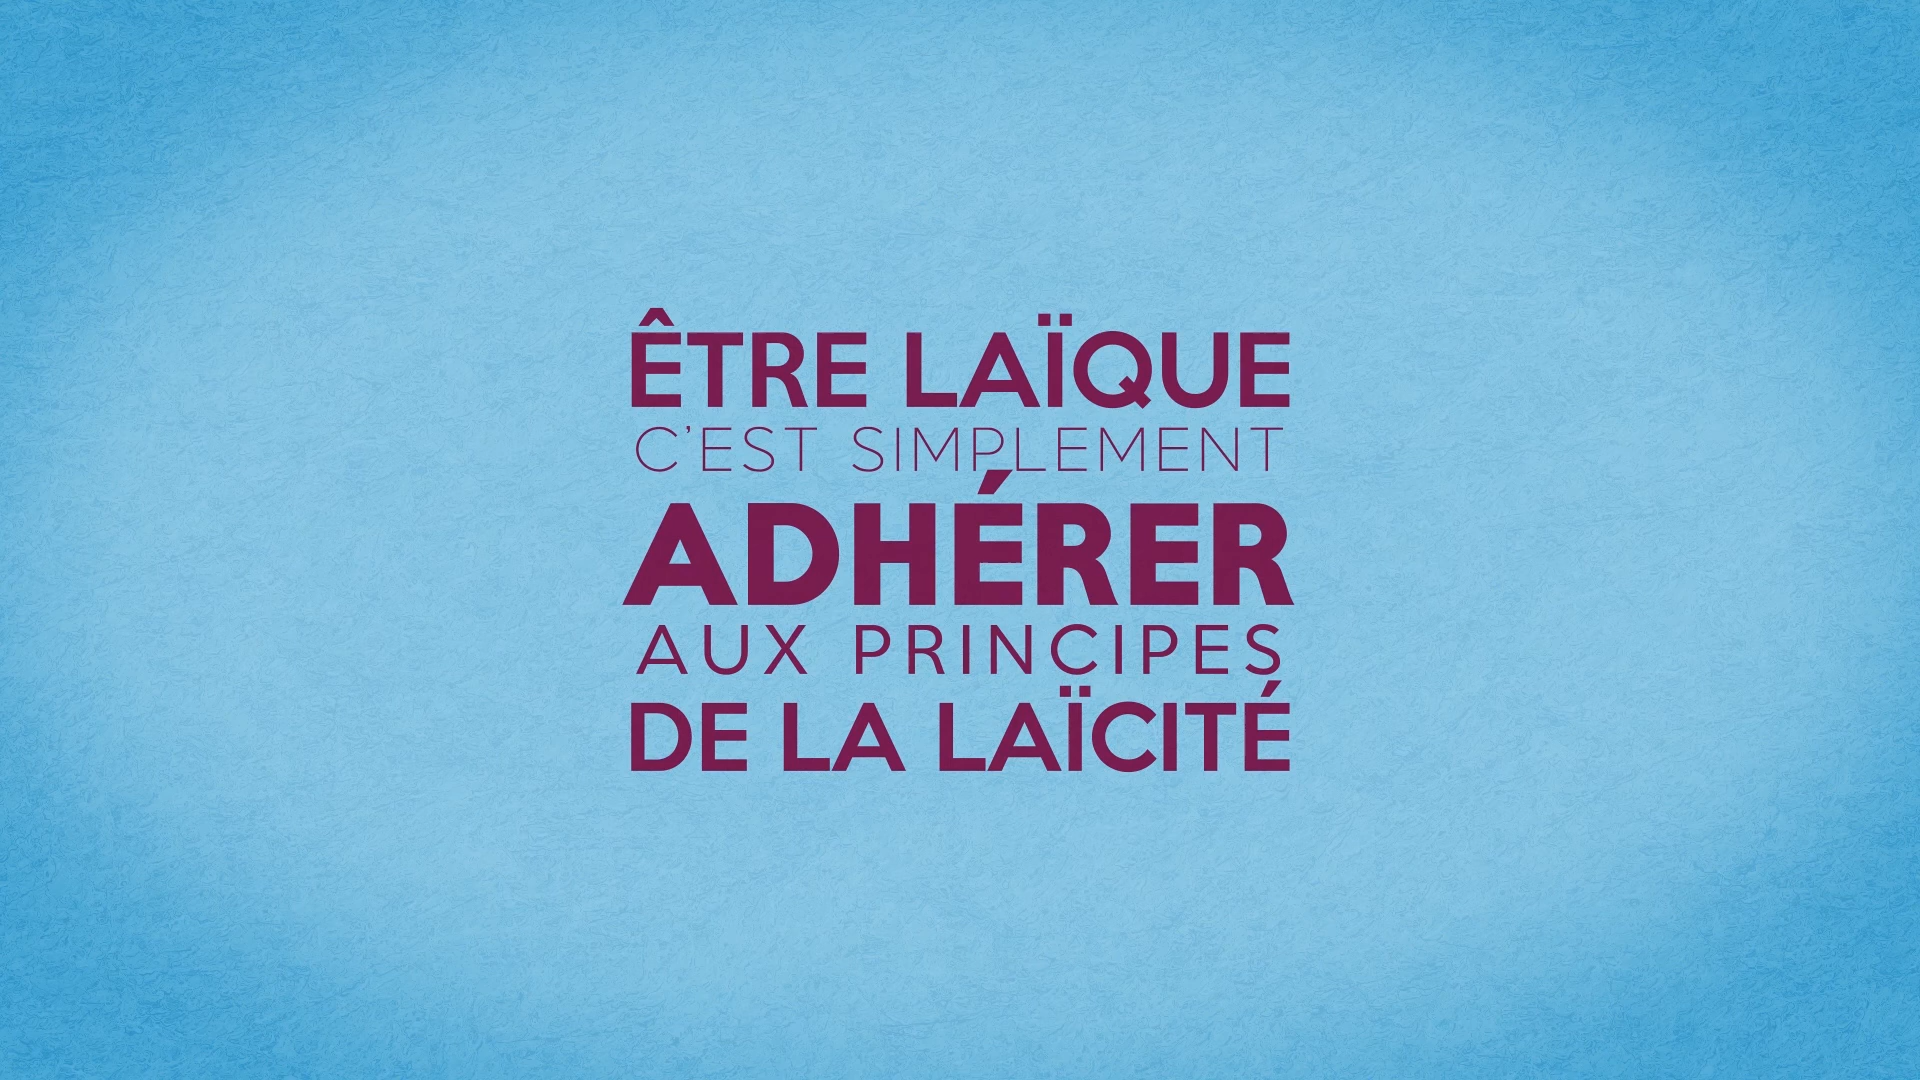 ÊTRE LAÏQUE
C'EST SIMPLEMENT
ADHÉRER
AUX PRINCIPES
DE LA LAÏCITÉ